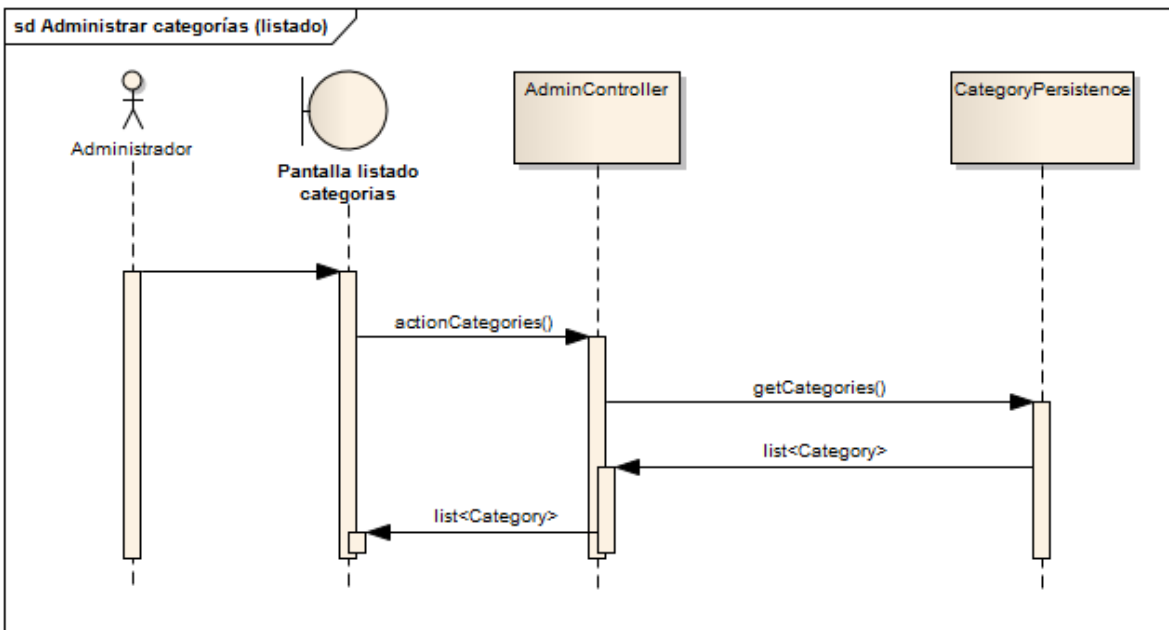 sd Administrar categorías (listado)
Administrador
Pantalla listado
categorias
AdminController
CategoryPersistence
actionCategories()
getCategories()
list<Category>
list<Category>